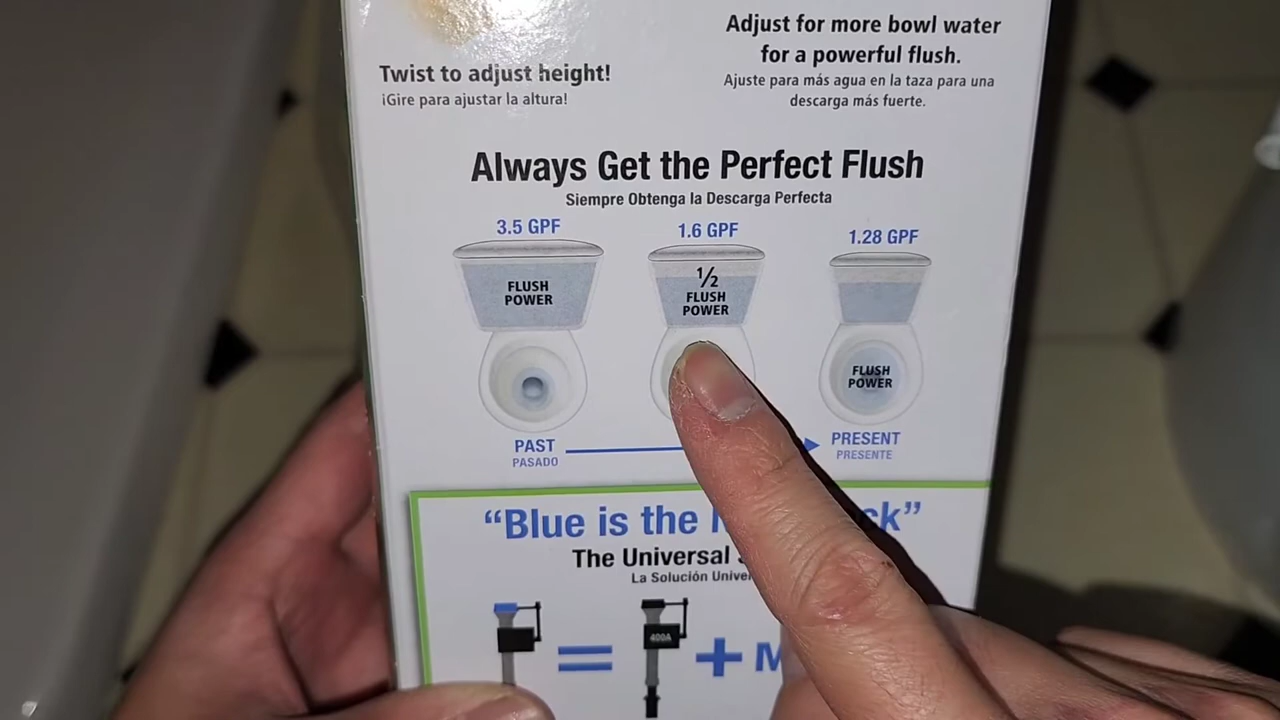 Twist to adjust height!
¡Gire para ajustar la altura!
Adjust for more bowl water
for a powerful flush.
Ajuste para más agua en la taza para una
descarga más fuerte.
Always Get the Perfect Flush
Siempre Obtenga la Descarga Perfecta
3.5 GPF
1.6 GPF
1.28 GPF
FLUSH
POWER
½
FLUSH
POWER
FLUSH
POWER
PAST
PASADO
PRESENT
PRESENTE
“Blue is the
The Universal
La Solución
400A